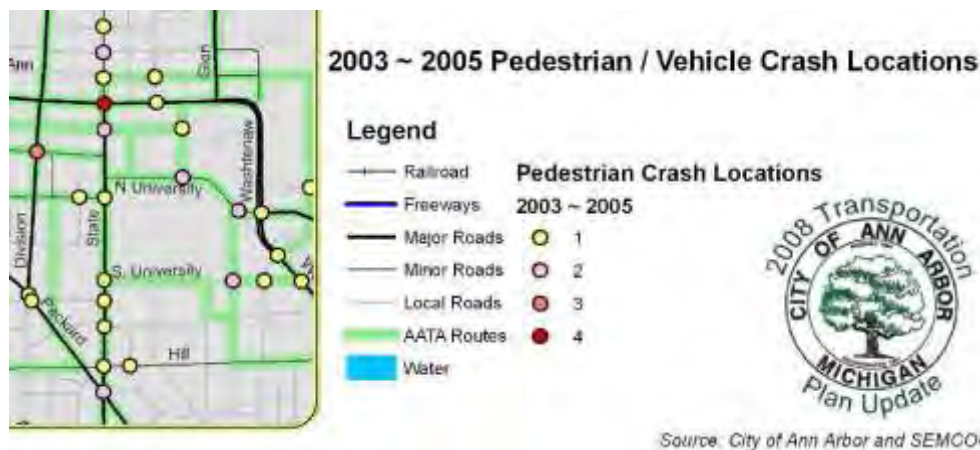 2003 ~ 2005 Pedestrian / Vehicle Crash Locations
Legend
Railroad
Freeways
Major Roads
Minor Roads
Local Roads
AATA Routes
Water
Pedestrian Crash Locations
2003 ~ 2005
1
2
3
4
Ann
Glen
N University
Washtenaw
Division
State
S. University
Packard
Hill
2008 Transportation
CITY OF ANN ARBOR
MICHIGAN
Plan Update
Source: City of Ann Arbor and SEMCO